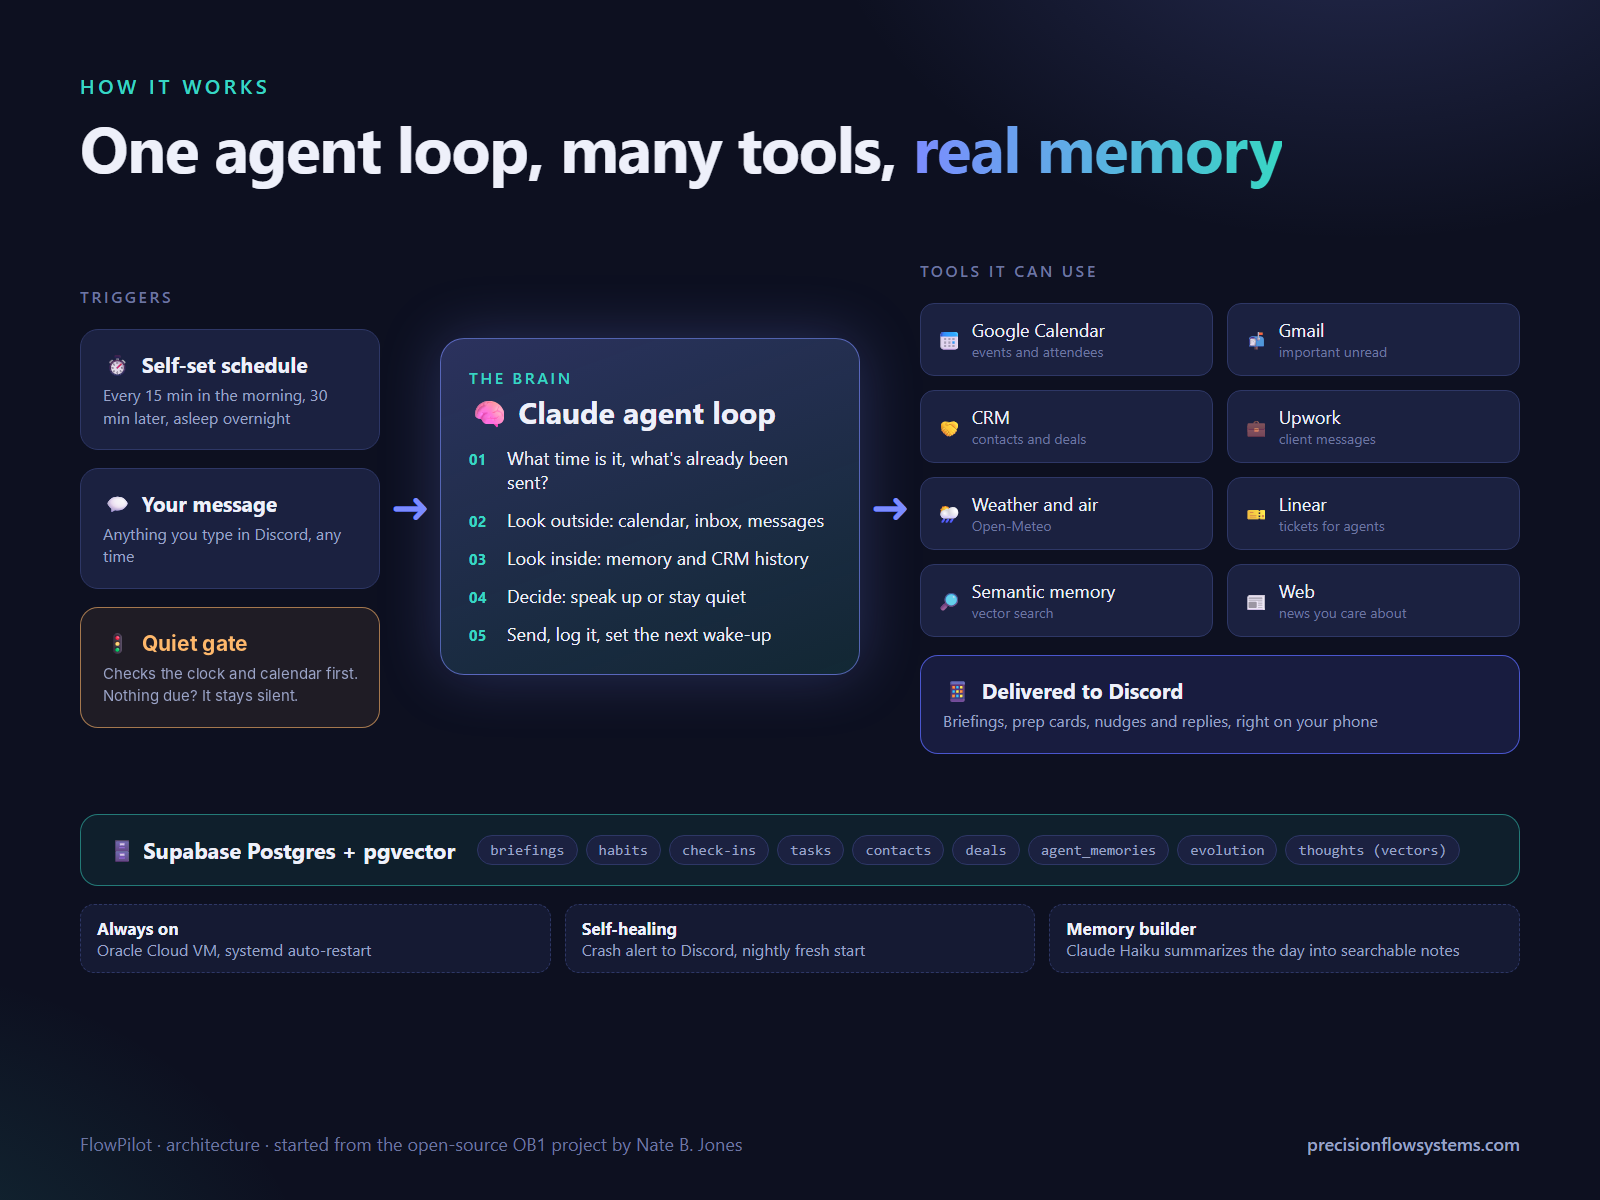 HOW IT WORKS
One agent loop, many tools, real memory
TRIGGERS
Self-set schedule
Every 15 min in the morning, 30
min later, asleep overnight
Your message
Anything you type in Discord, any
time
Quiet gate
Checks the clock and calendar first.
Nothing due? It stays silent.
THE BRAIN
Claude agent loop
01 What time is it, what's already been
sent?
02 Look outside: calendar, inbox, messages
03 Look inside: memory and CRM history
04 Decide: speak up or stay quiet
05 Send, log it, set the next wake-up
TOOLS IT CAN USE
Google Calendar
events and attendees
Gmail
important unread
CRM
contacts and deals
Upwork
client messages
Weather and air
Open-Meteo
Linear
tickets for agents
Semantic memory
vector search
Web
news you care about
Delivered to Discord
Briefings, prep cards, nudges and replies, right on your phone
Supabase Postgres + pgvector briefings habits check-ins tasks contacts deals agent_memories evolution thoughts (vectors)
Always on
Oracle Cloud VM, systemd auto-restart
Self-healing
Crash alert to Discord, nightly fresh start
Memory builder
Claude Haiku summarizes the day into searchable notes
FlowPilot · architecture · started from the open-source OB1 project by Nate B. Jones
precisionflowsystems.com